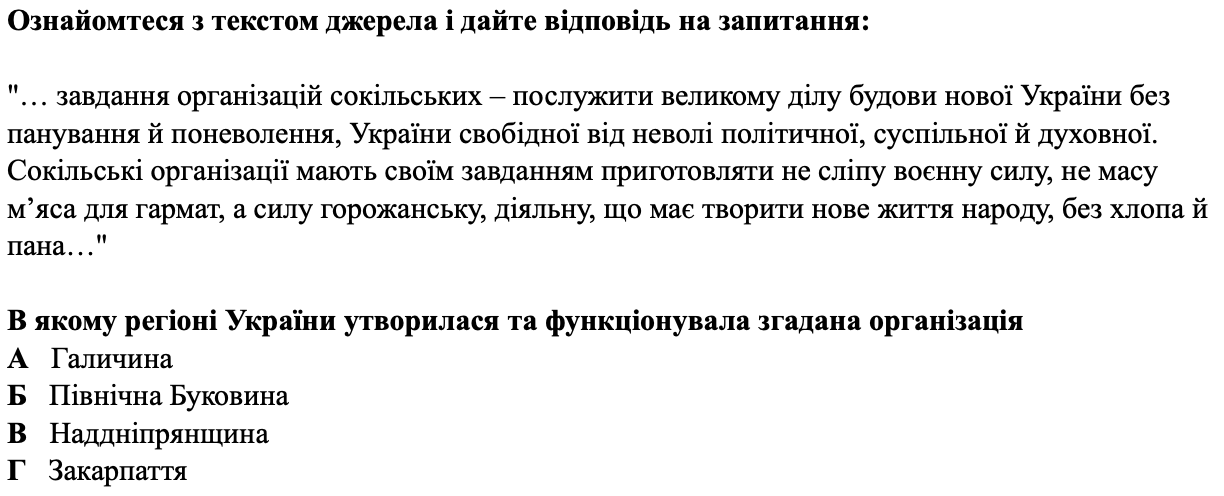 Ознайомтеся з текстом джерела і дайте відповідь на запитання:
"… завдання організацій сокільських – послужити великому ділу будови нової України без
панування й поневолення, України свобідної від неволі політичної, суспільної й духовної.
Сокільські організації мають своїм завданням приготовляти не сліпу воєнну силу, не масу
м’яса для гармат, а силу горожанську, діяльну, що має творити нове життя народу, без хлопа й
пана…"
В якому регіоні України утворилася та функціонувала згадана організація
А Галичина
Б Північна Буковина
В Наддніпрянщина
Г Закарпаття